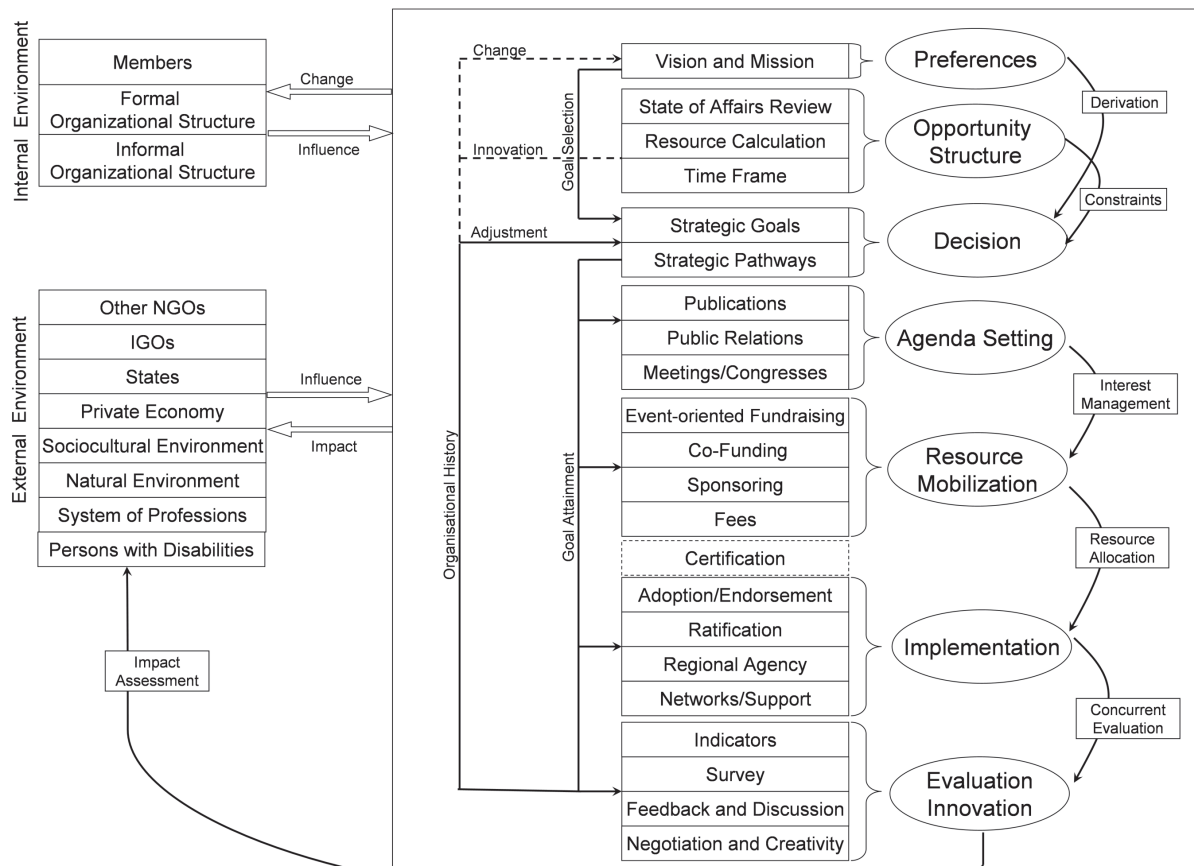 Internal Environment
Members
Formal
Organizational Structure
Informal
Organizational Structure
Change
Influence
External Environment
Other NGOs
IGOs
States
Private Economy
Sociocultural Environment
Natural Environment
System of Professions
Persons with Disabilities
Influence
Impact
Impact
Assessment
Organisational History
Change
Innovation
Adjustment
Goal Selection
Goal Attainment
Vision and Mission
State of Affairs Review
Resource Calculation
Time Frame
Strategic Goals
Strategic Pathways
Publications
Public Relations
Meetings/Congresses
Event-oriented Fundraising
Co-Funding
Sponsoring
Fees
Certification
Adoption/Endorsement
Ratification
Regional Agency
Networks/Support
Indicators
Survey
Feedback and Discussion
Negotiation and Creativity
Preferences
Derivation
Opportunity
Structure
Constraints
Decision
Agenda Setting
Interest
Management
Resource
Mobilization
Resource
Allocation
Implementation
Concurrent
Evaluation
Evaluation
Innovation